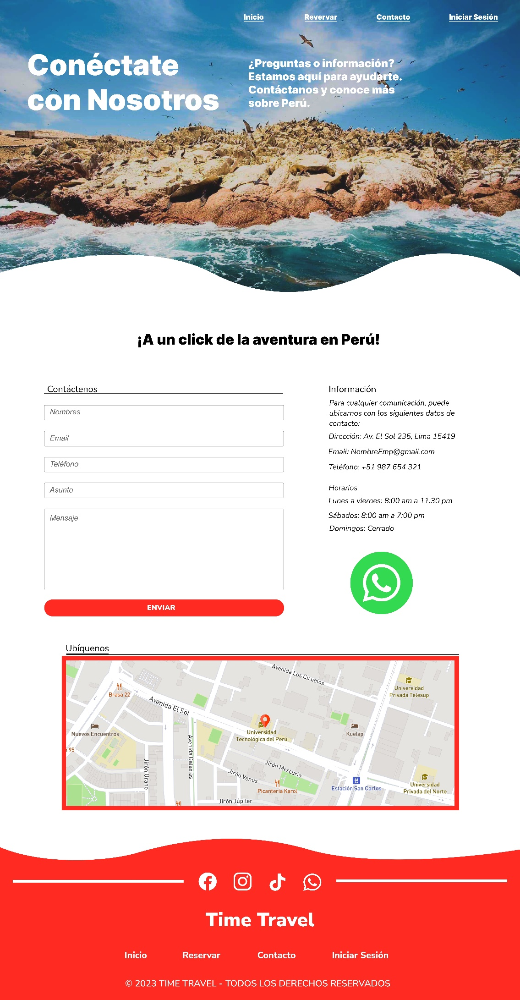 Inicio Revervar Contacto Iniciar Sesión
Conéctate
con Nosotros
¿Preguntas o información?
Estamos aquí para ayudarte.
Contáctanos y conoce más
sobre Perú.
¡A un click de la aventura en Perú!
Contáctenos
Nombres
Email
Teléfono
Asunto
Mensaje
ENVIAR
Información
Para cualquier comunicación, puede
ubicarnos con los siguientes datos de
contacto:
Dirección: Av. El Sol 235, Lima 15419
Email: NombreEmp@gmail.com
Teléfono: +51 987 654 321
Horarios
Lunes a viernes: 8:00 am a 11:30 pm
Sábados: 8:00 am a 7:00 pm
Domingos: Cerrado
Ubíquenos
Avenida Los Ciruelos
Brasa 22
Avenida El Sol
Universidad
Privada Telesup
Nuevos Encuentros
Universidad
Tecnológica del Perú
Kuelap
95
Avenida Galaxias
Jirón Urano
Jirón Venus
Jirón Mercurio
Picanteria Karol
Estación San Carlos
Universidad
Privada del Norte
Jirón Júpiter
Time Travel
Inicio Reservar Contacto Iniciar Sesión
© 2023 TIME TRAVEL - TODOS LOS DERECHOS RESERVADOS